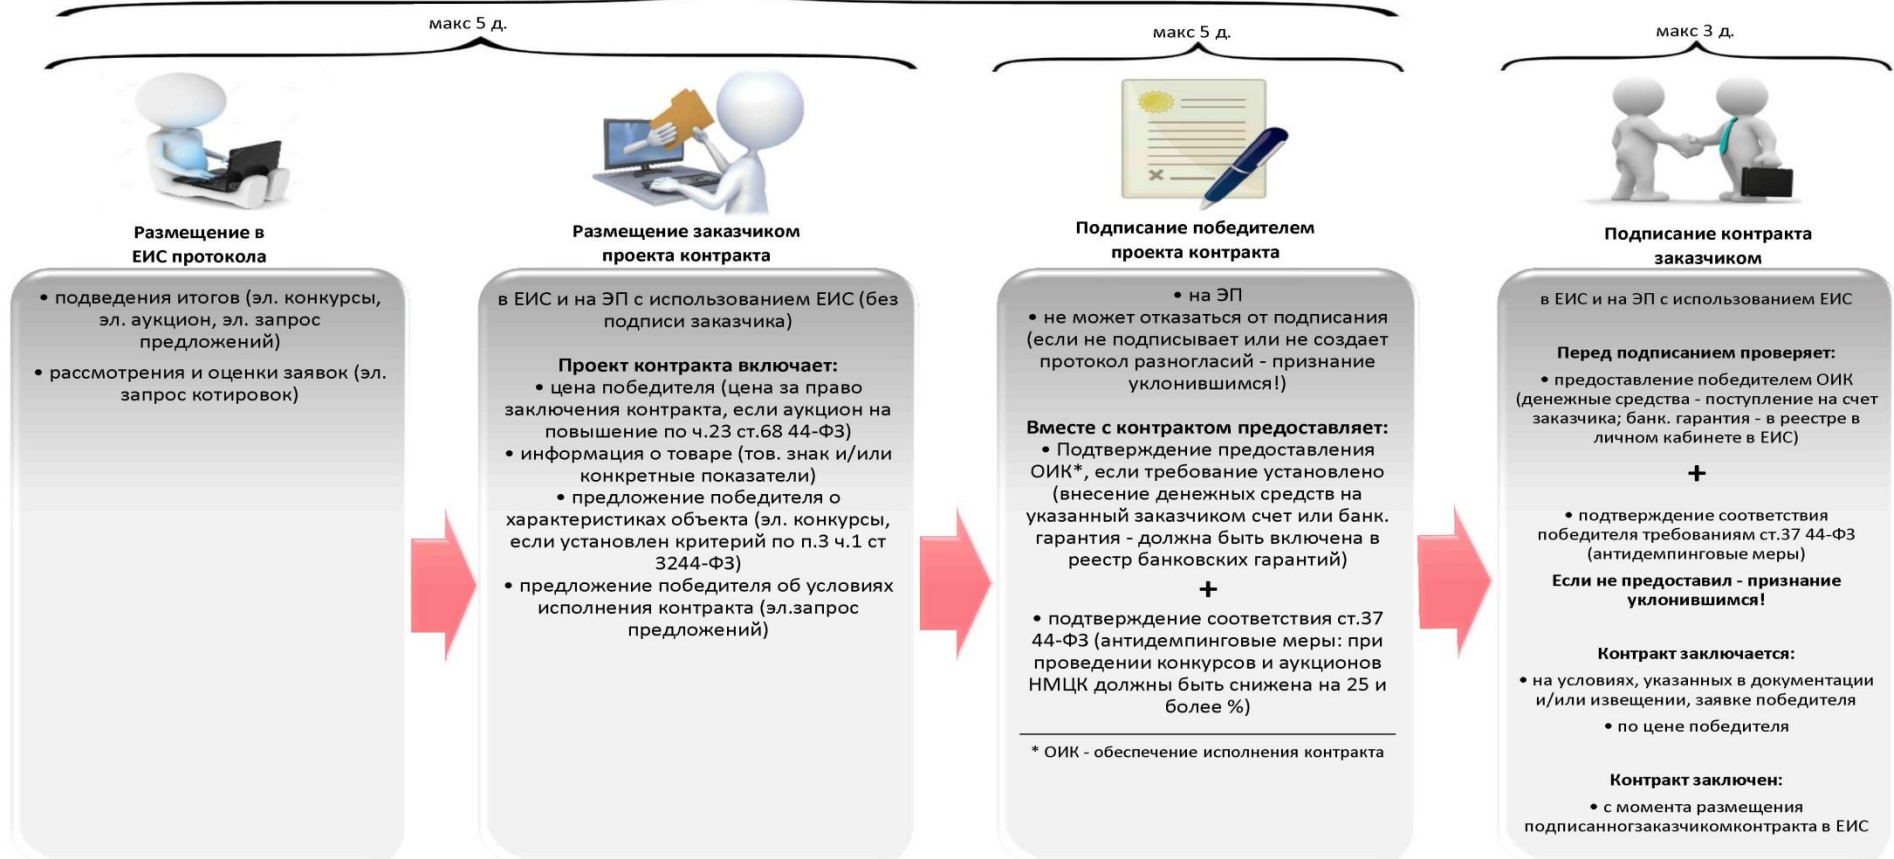 макс 5 д.
макс 5 д.
макс 3 д.
Размещение в
ЕИС протокола
• подведения итогов (эл. конкурсы,
эл. аукцион, эл. запрос
предложений)
• рассмотрения и оценки заявок (эл.
запрос котировок)
Размещение заказчиком
проекта контракта
в ЕИС и на ЭП с использованием ЕИС (без
подписи заказчика)
Проект контракта включает:
• цена победителя (цена за право
заключения контракта, если аукцион на
повышение по ч.23 ст.68 44-ФЗ)
• информация о товаре (тов. знак и/или
конкретные показатели)
• предложение победителя о
характеристиках объекта (эл. конкурсы,
если установлен критерий по п.3 ч.1 ст
3244-ФЗ)
• предложение победителя об условиях
исполнения контракта (эл.запрос
предложений)
Подписание победителем
проекта контракта
• на ЭП
• не может отказаться от подписания
(если не подписывает или не создает
протокол разногласий - признание
уклонившимся!)
Вместе с контрактом предоставляет:
• Подтверждение предоставления
ОИК*, если требование установлено
(внесение денежных средств на
указанный заказчиком счет или банк.
гарантия - должна быть включена в
реестр банковских гарантий)
+
• подтверждение соответствия ст.37
44-ФЗ (антидемпинговые меры: при
проведении конкурсов и аукционов
НМЦК должны быть снижена на 25 и
более %)
* ОИК - обеспечение исполнения контракта
Подписание контракта
заказчиком
в ЕИС и на ЭП с использованием ЕИС
Перед подписанием проверяет:
• предоставление победителем ОИК
(денежные средства - поступление на счет
заказчика; банк. гарантия - в реестре в
личном кабинете в ЕИС)
+
• подтверждение соответствия
победителя требованиям ст.37 44-ФЗ
(антидемпинговые меры)
Если не предоставил - признание
уклонившимся!
Контракт заключается:
• на условиях, указанных в документации
и/или извещении, заявке победителя
• по цене победителя
Контракт заключен:
• с момента размещения
подписанногзаказчикомконтракта в ЕИС